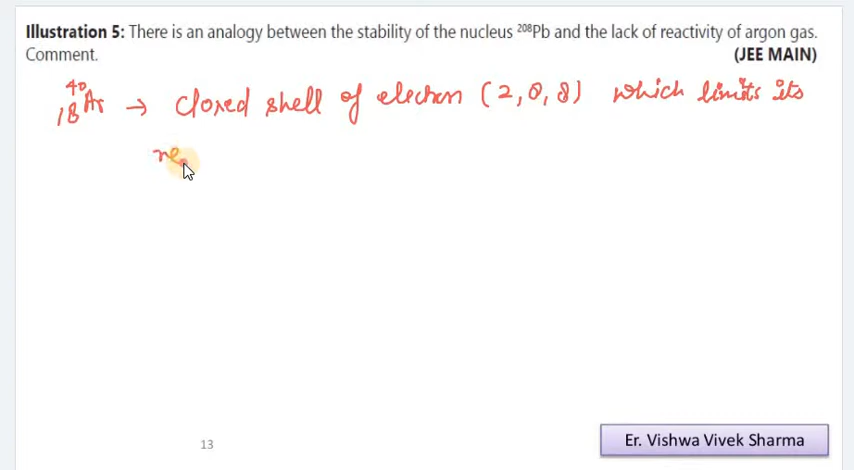 Illustration 5: There is an analogy between the stability of the nucleus ²⁰⁸Pb and the lack of reactivity of argon gas.
Comment. (JEE MAIN)
⁴⁰₁₈Ar → Closed shell of electron (2, 8, 8) which limits its
re
13
Er. Vishwa Vivek Sharma